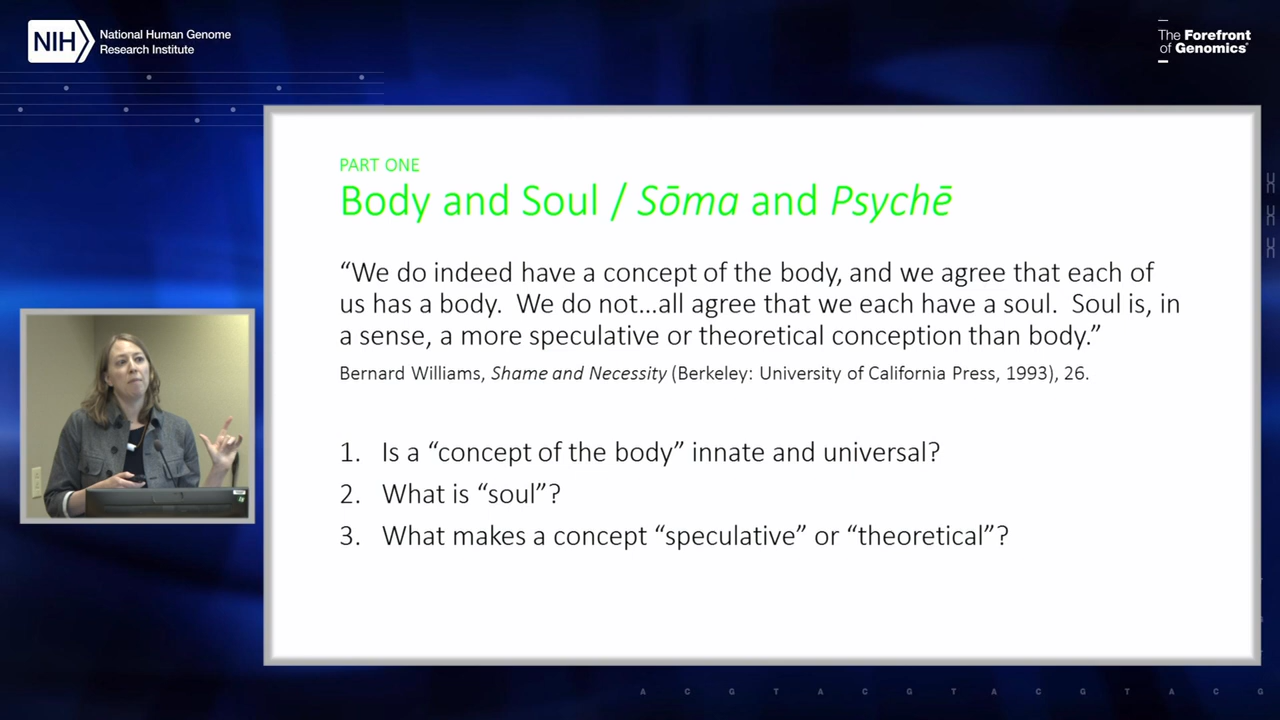 NIH
National Human Genome
Research Institute
The Forefront
of Genomics®
PART ONE
Body and Soul / Sōma and Psychē
“We do indeed have a concept of the body, and we agree that each of
us has a body.  We do not...all agree that we each have a soul.  Soul is, in
a sense, a more speculative or theoretical conception than body.”
Bernard Williams, Shame and Necessity (Berkeley: University of California Press, 1993), 26.
1. Is a “concept of the body” innate and universal?
2. What is “soul”?
3. What makes a concept “speculative” or “theoretical”?
A C G T A C G T A C G T A C G